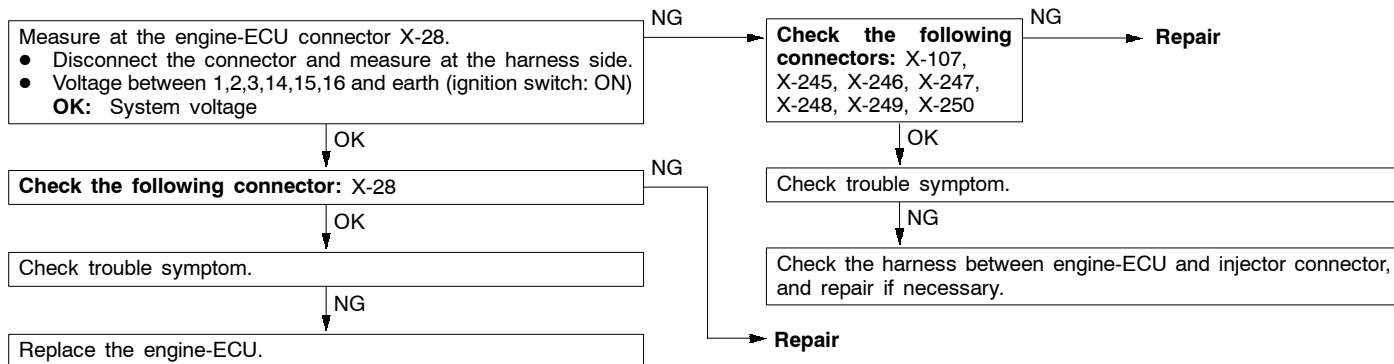 Measure at the engine-ECU connector X-28.
● Disconnect the connector and measure at the harness side.
● Voltage between 1,2,3,14,15,16 and earth (ignition switch: ON)
OK: System voltage
NG
OK
Check the following connector: X-28
NG
OK
Check trouble symptom.
NG
Replace the engine-ECU.
Repair
Check the following
connectors: X-107,
X-245, X-246, X-247,
X-248, X-249, X-250
NG
Repair
OK
Check trouble symptom.
NG
Check the harness between engine-ECU and injector connector,
and repair if necessary.